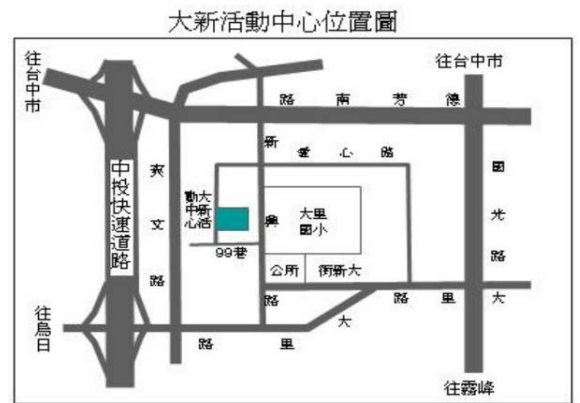 大新活動中心位置圖
往台中市
往台中市
德芳南路
中投快速道路
爽文路
新興路
愛心路
國光路
大新活動中心
大里國小
99巷
公所
大新街
大里路
大里路
往烏日
往霧峰